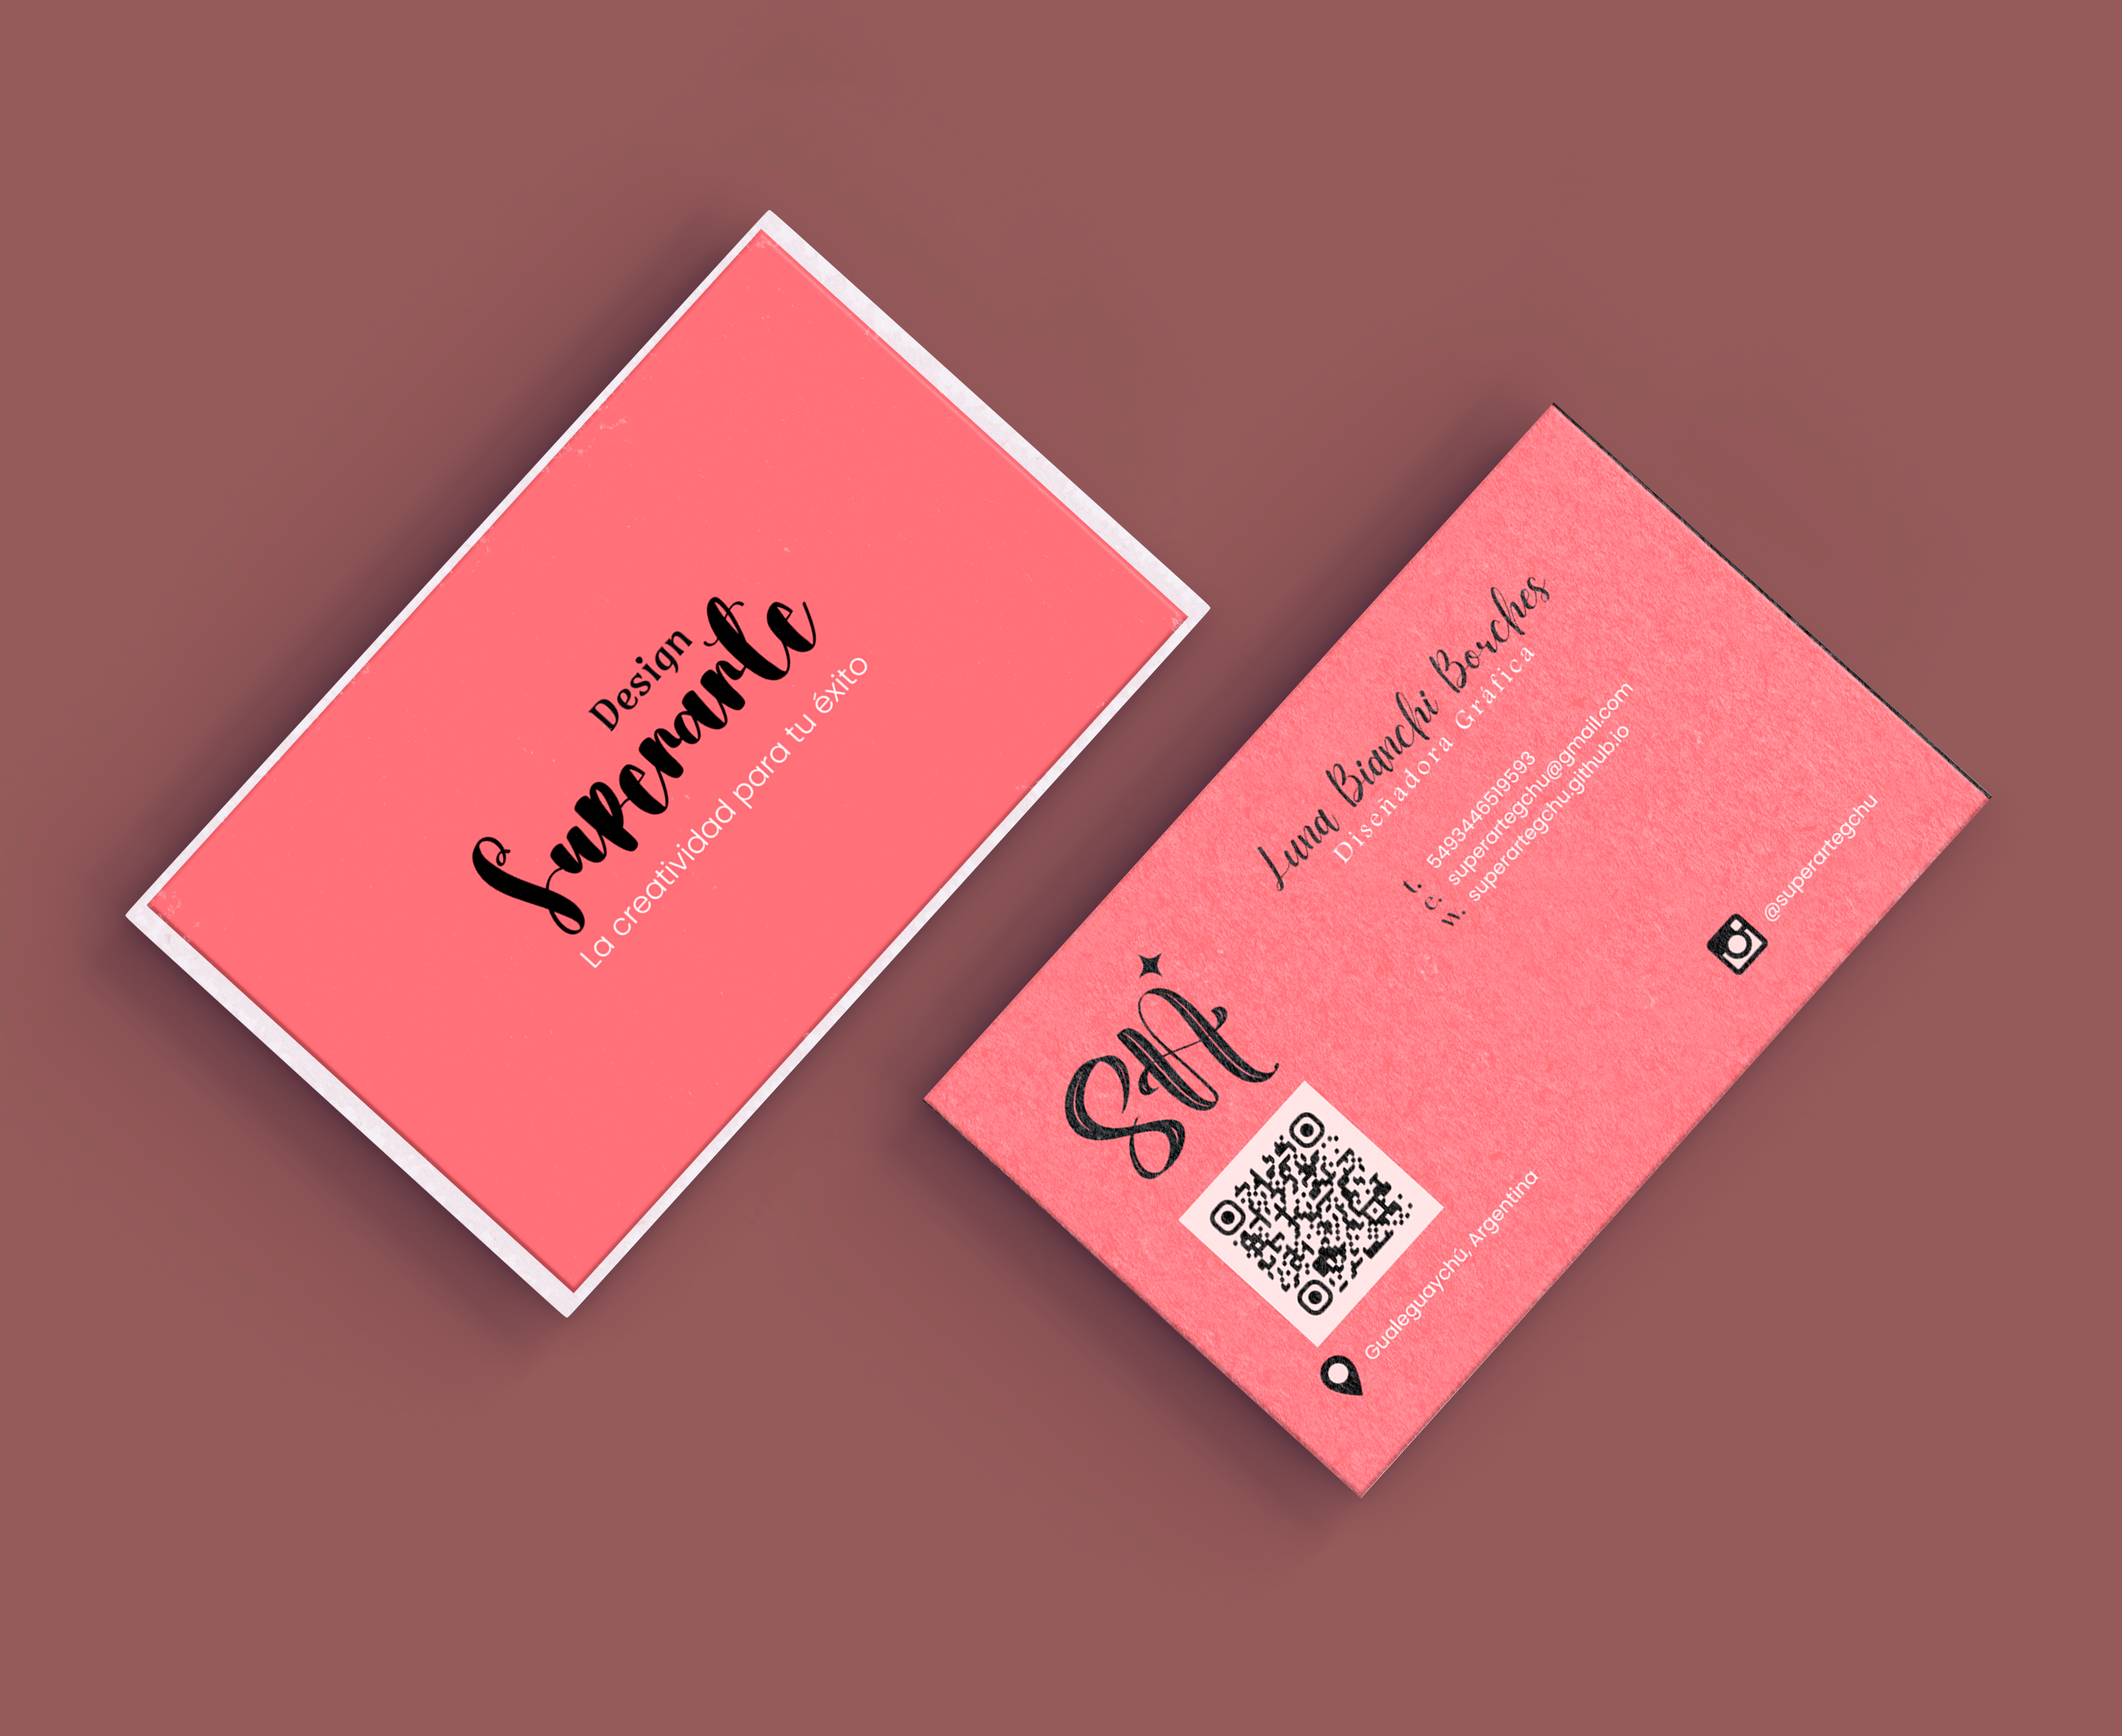 Design
Superarte
La creatividad para tu éxito
Luna Bianchi Borches
Diseñadora Gráfica
t. 5493446519593
e. superartegchu@gmaill.com
w. superartegchu.github.io
SA
@superartegchu
Gualeguaychú, Argentina